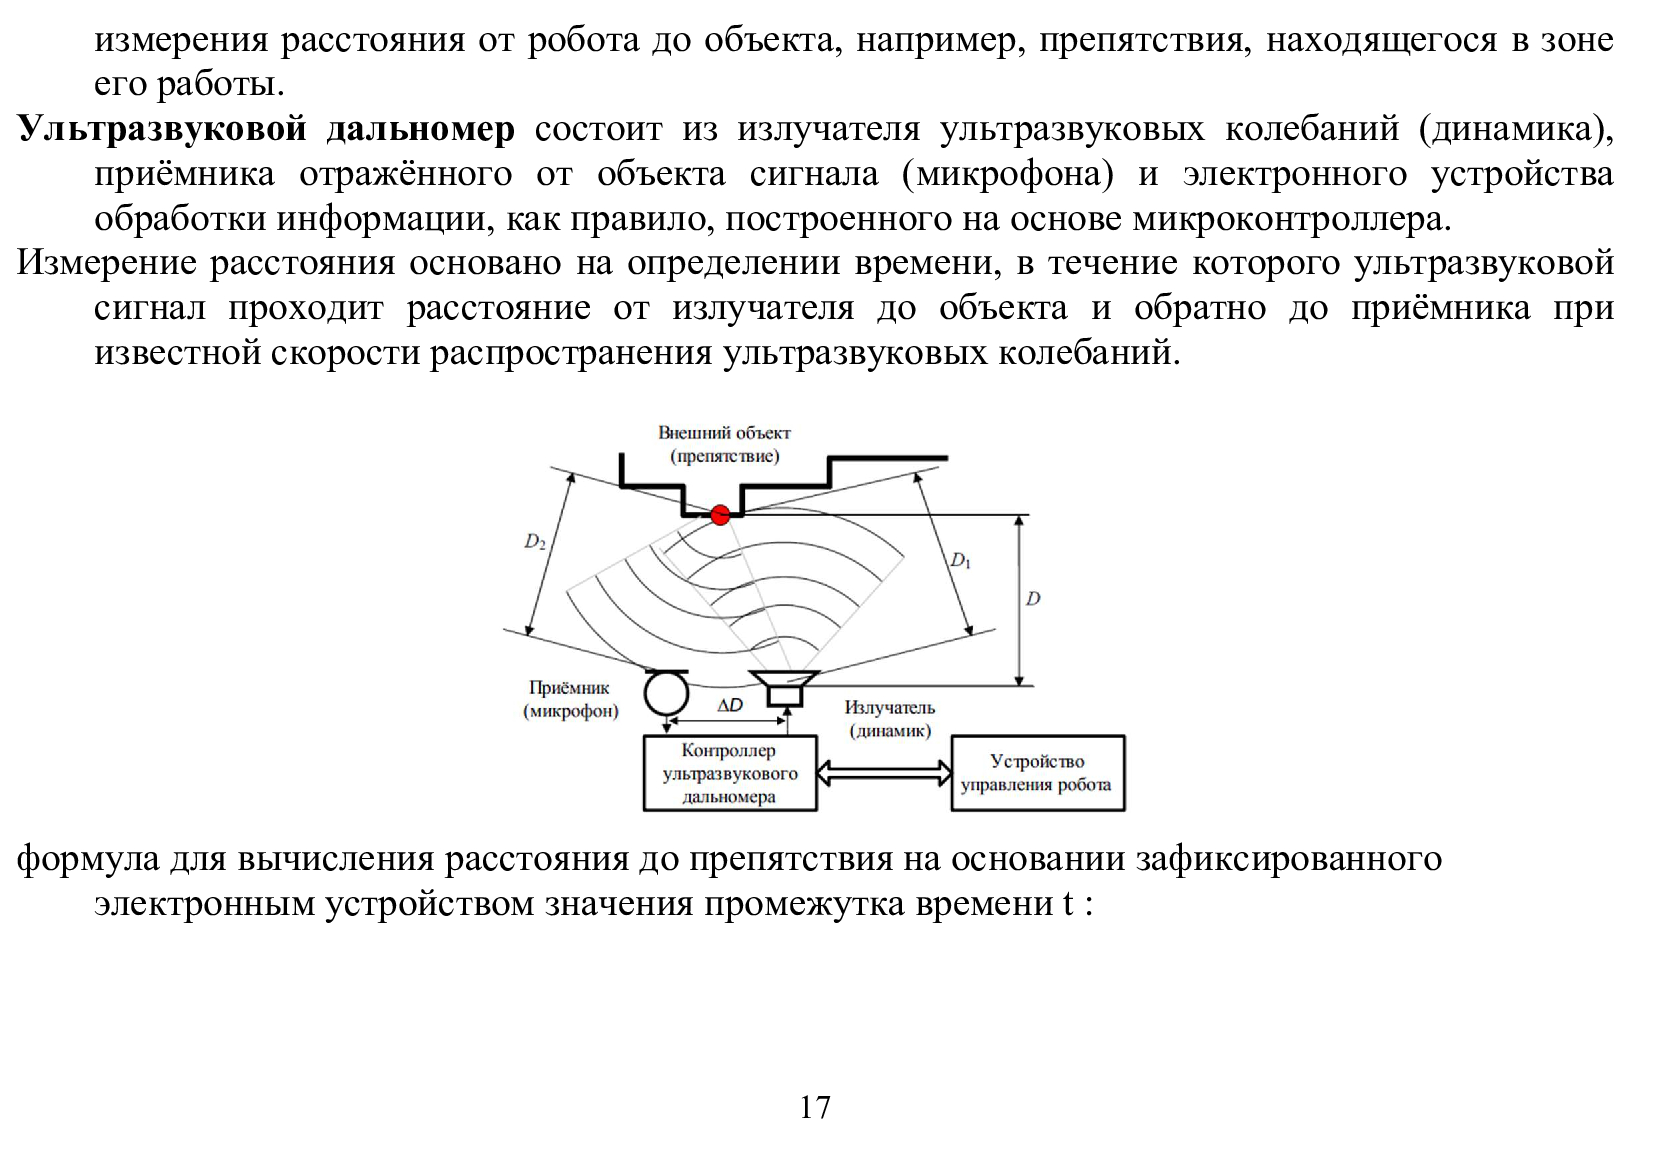 измерения расстояния от робота до объекта, например, препятствия, находящегося в зоне
его работы.
Ультразвуковой дальномер состоит из излучателя ультразвуковых колебаний (динамика),
приёмника отражённого от объекта сигнала (микрофона) и электронного устройства
обработки информации, как правило, построенного на основе микроконтроллера.
Измерение расстояния основано на определении времени, в течение которого ультразвуковой
сигнал проходит расстояние от излучателя до объекта и обратно до приёмника при
известной скорости распространения ультразвуковых колебаний.
Внешний объект
(препятствие)
D₂
D₁
D
Приёмник
(микрофон)
ΔD
Излучатель
(динамик)
Контроллер
ультразвукового
дальномера
Устройство
управления робота
формула для вычисления расстояния до препятствия на основании зафиксированного
электронным устройством значения промежутка времени t :
17